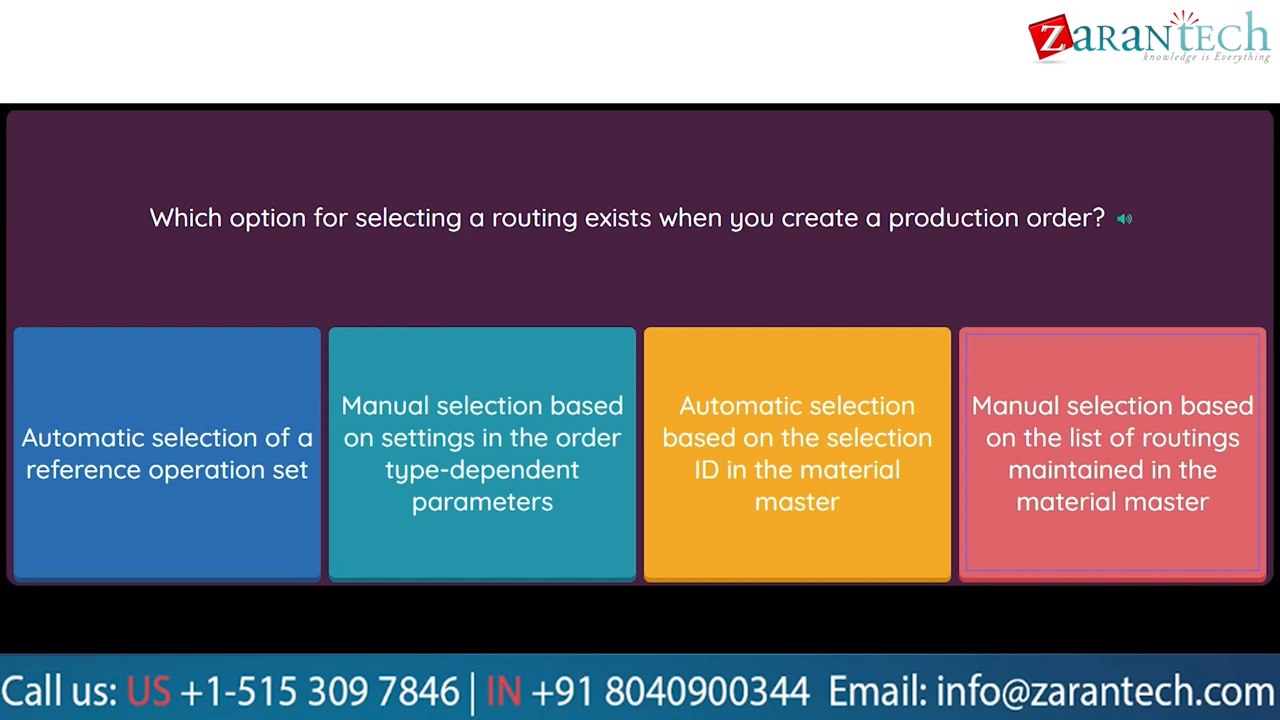 ZARANTECH
knowledge is Everything
Which option for selecting a routing exists when you create a production order?
Automatic selection of a
reference operation set
Manual selection based
on settings in the order
type-dependent
parameters
Automatic selection
based on the selection
ID in the material
master
Manual selection based
on the list of routings
maintained in the
material master
Call us: US +1-515 309 7846 | IN +91 8040900344 Email: info@zarantech.com